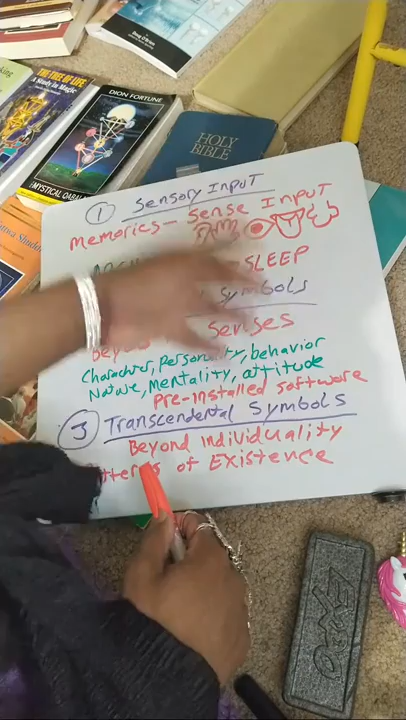 Doug O'Brien
THE TREE OF LIFE
A Study in Magic
DION FORTUNE
MYSTICAL QABALAH
HOLY
BIBLE
① Sensory Input
Memories - Sense Input
SLEEP
Symbols
Beyond Senses
Character, Personality, behavior
Nature, Mentality, attitude
Pre-installed software
③ Transcendental Symbols
Beyond individuality
of Existence
EXPO